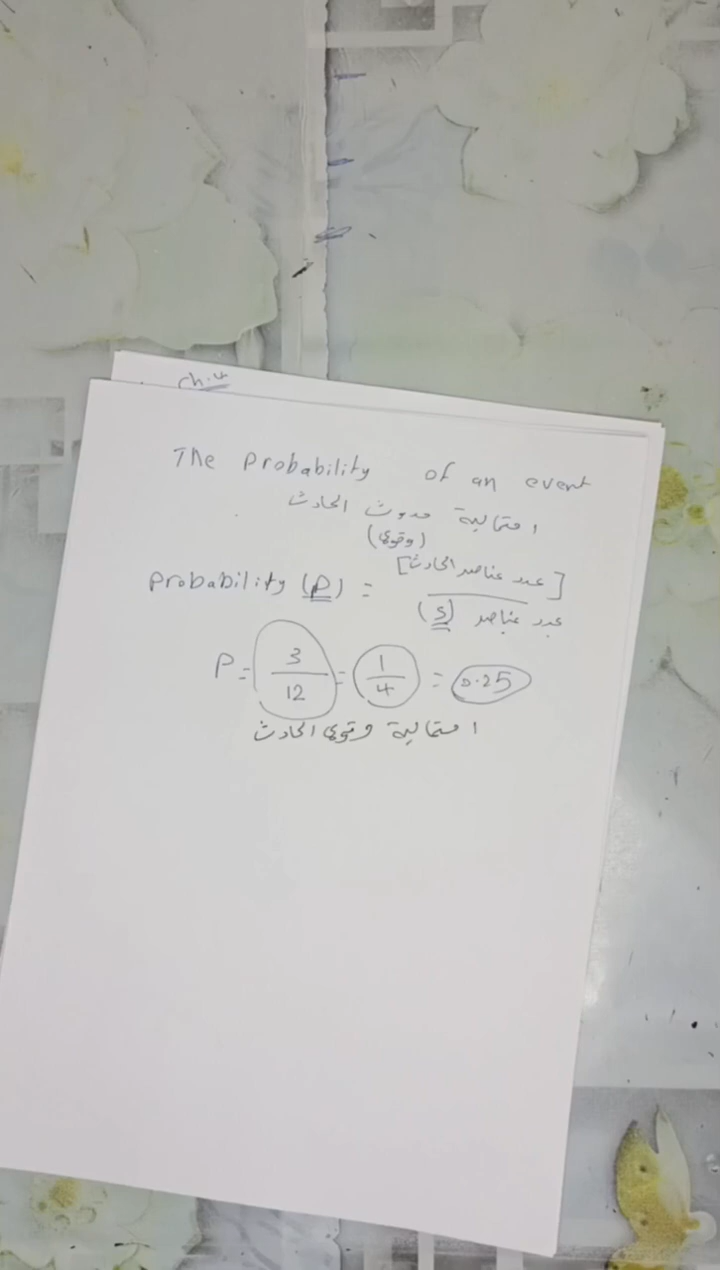 ch.4
The Probability of an event
احتمالية حدوث الحادث
(وقوع)
Probability (P) = [عدد عناصر الحادث]
عدد عناصر (S)
P = 3/12 = 1/4 = 0.25
احتمالية وقوع الحادث